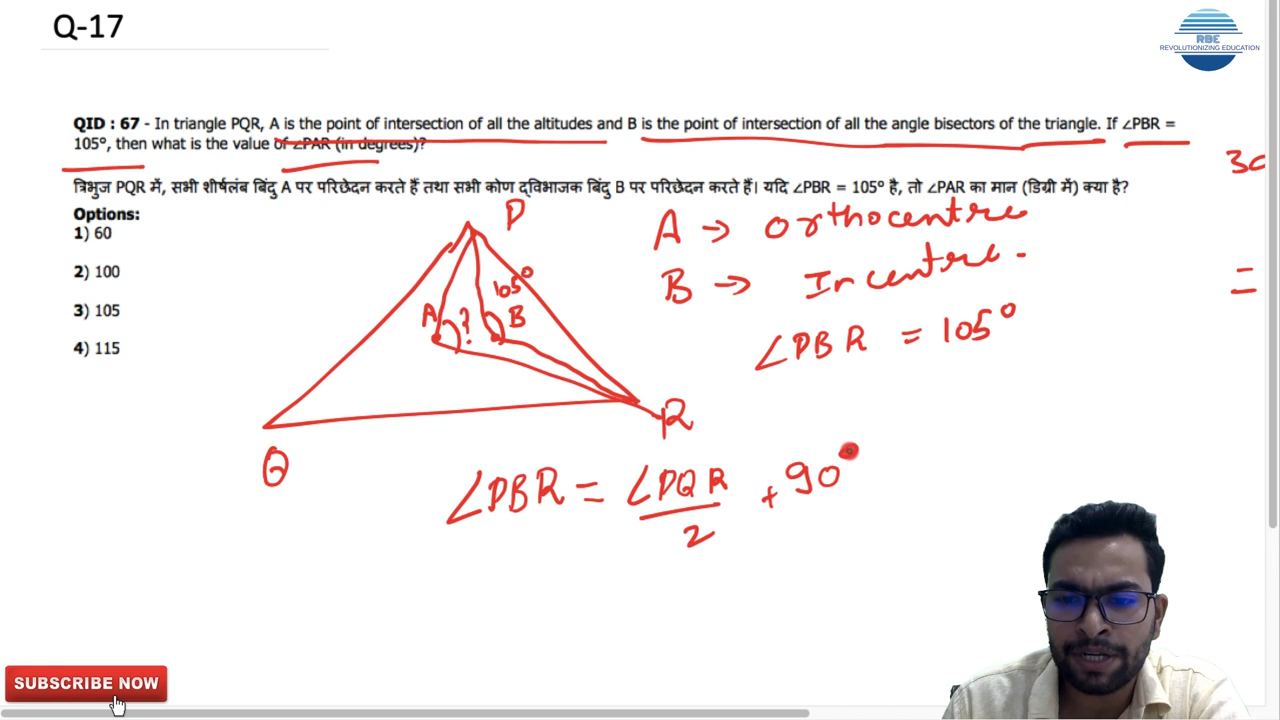 Q-17
RBE
REVOLUTIONIZING EDUCATION
QID : 67 - In triangle PQR, A is the point of intersection of all the altitudes and B is the point of intersection of all the angle bisectors of the triangle. If ∠PBR =
105°, then what is the value of ∠PAR (in degrees)?
त्रिभुज PQR में, सभी शीर्षलंब बिंदु A पर परिछेदन करते हैं तथा सभी कोण द्विभाजक बिंदु B पर परिछेदन करते हैं। यदि ∠PBR = 105° है, तो ∠PAR का मान (डिग्री में) क्या है?
30
Options:
1) 60
2) 100
3) 105
4) 115
P
A
?
105°
B
Q
R
A → Orthocentre
B → Incentre.
=
∠PBR = 105°
∠PBR = ∠PQR/2 + 90°
SUBSCRIBE NOW